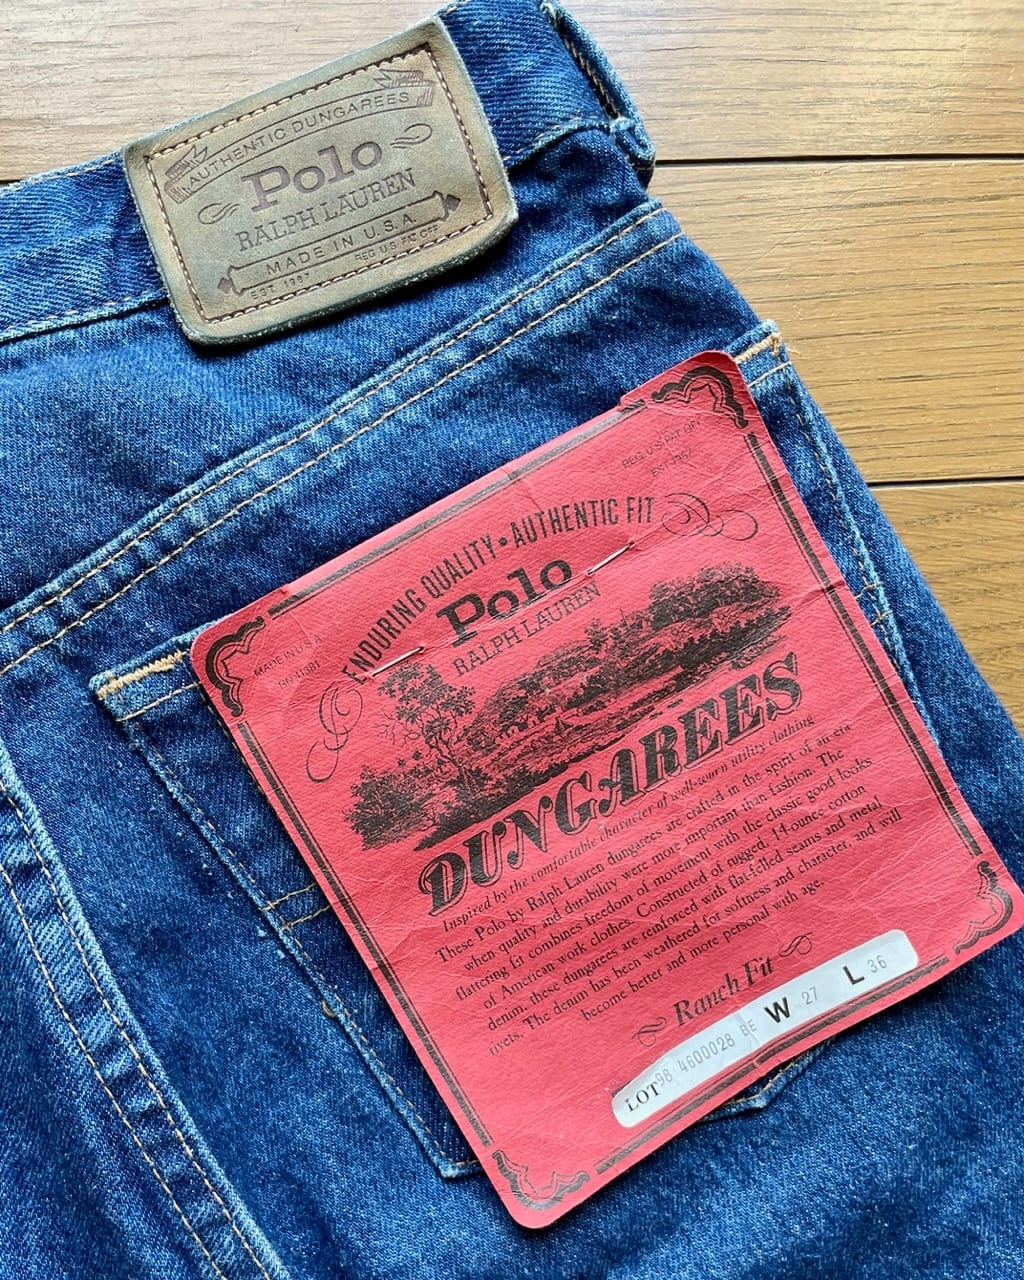 AUTHENTIC DUNGAREES
Polo
RALPH LAUREN
MADE IN U.S.A.
EST. 1967 REG US PAT OFF
REG US PAT OFF
EST 1967
ENDURING QUALITY • AUTHENTIC FIT
Polo
RALPH LAUREN
MADE IN U.S.A.
RN 41381
DUNGAREES
Inspired by the comfortable character of well-worn utility clothing
These Polo by Ralph Lauren dungarees are crafted in the spirit of an era
when quality and durability were more important than fashion. The
flattering fit combines freedom of movement with the classic good looks
of American work clothes. Constructed of rugged, 14-ounce cotton
denim, these dungarees are reinforced with flat-felled seams and metal
rivets. The denim has been weathered for softness and character, and will
become better and more personal with age.
Ranch Fit
LOT 98 4600028 BE W 27 L 36